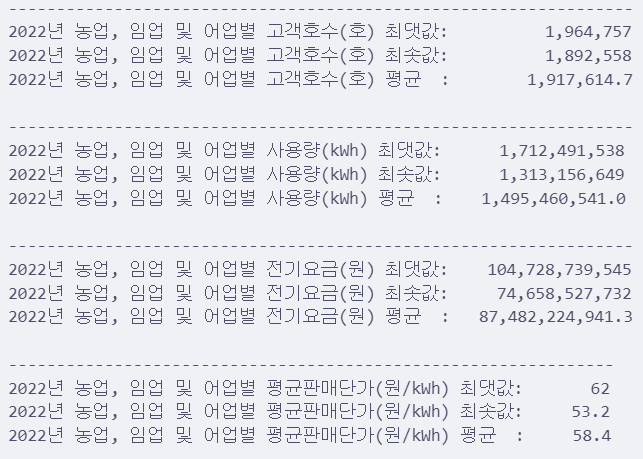 --------------------------------------------------------------------
2022년 농업, 임업 및 어업별 고객호수(호) 최댓값: 1,964,757
2022년 농업, 임업 및 어업별 고객호수(호) 최솟값: 1,892,558
2022년 농업, 임업 및 어업별 고객호수(호) 평균 : 1,917,614.7
--------------------------------------------------------------------
2022년 농업, 임업 및 어업별 사용량(kWh) 최댓값: 1,712,491,538
2022년 농업, 임업 및 어업별 사용량(kWh) 최솟값: 1,313,156,649
2022년 농업, 임업 및 어업별 사용량(kWh) 평균 : 1,495,460,541.0
--------------------------------------------------------------------
2022년 농업, 임업 및 어업별 전기요금(원) 최댓값: 104,728,739,545
2022년 농업, 임업 및 어업별 전기요금(원) 최솟값: 74,658,527,732
2022년 농업, 임업 및 어업별 전기요금(원) 평균 : 87,482,224,941.3
------------------------------------------------------------------
2022년 농업, 임업 및 어업별 평균판매단가(원/kWh) 최댓값: 62
2022년 농업, 임업 및 어업별 평균판매단가(원/kWh) 최솟값: 53.2
2022년 농업, 임업 및 어업별 평균판매단가(원/kWh) 평균 : 58.4